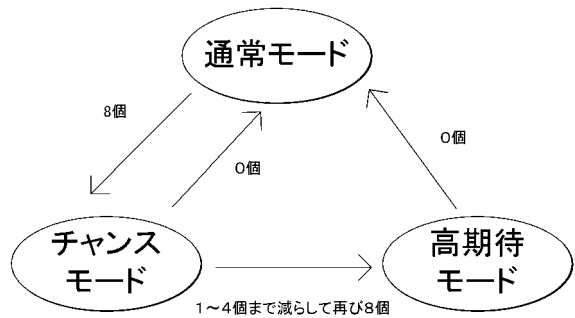 通常モード
8個
0個
0個
チャンス
モード
高期待
モード
1～4個まで減らして再び8個